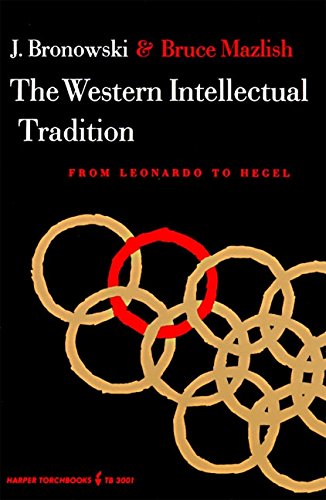 J. Bronowski & Bruce Mazlish
The Western Intellectual
Tradition
FROM LEONARDO TO HEGEL
HARPER TORCHBOOKS TB 3001